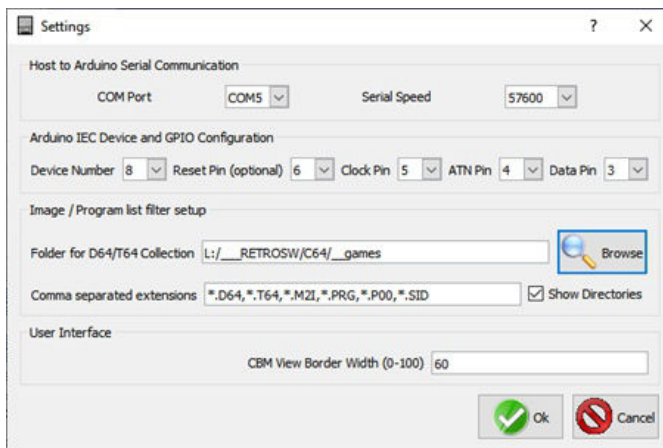 Settings
?
Host to Arduino Serial Communication
COM Port COM5 Serial Speed 57600
Arduino IEC Device and GPIO Configuration
Device Number 8 Reset Pin (optional) 6 Clock Pin 5 ATN Pin 4 Data Pin 3
Image / Program list filter setup
Folder for D64/T64 Collection L:/___RETROSW/C64/__games Browse
Comma separated extensions *.D64,*.T64,*.M2I,*.PRG,*.P00,*.SID Show Directories
User Interface
CBM View Border Width (0-100) 60
Ok Cancel